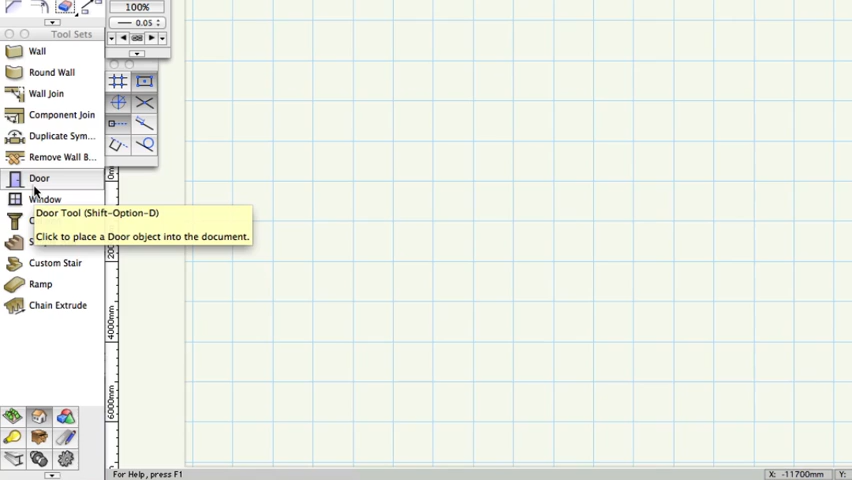 100%
0.05
Tool Sets
Wall
Round Wall
Wall Join
Component Join
Duplicate Sym...
Remove Wall B...
Door
Window
Door Tool (Shift-Option-D)
Click to place a Door object into the document.
Custom Stair
Ramp
Chain Extrude
0m
2000
4000mm
6000mm
For Help, press F1
X: -11700mm
Y: